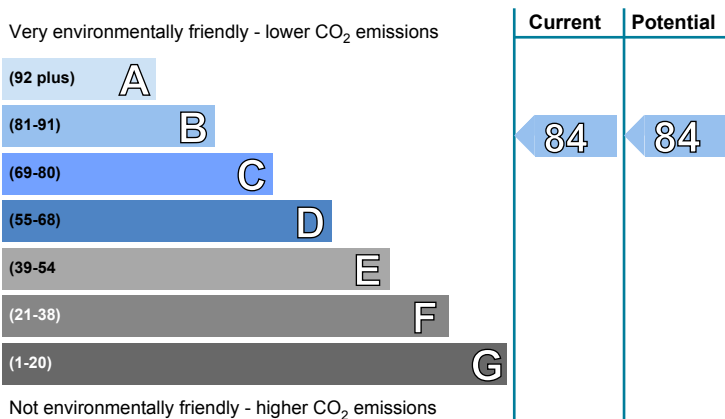 Very environmentally friendly - lower CO₂ emissions
Current
Potential
(92 plus) A
(81-91) B
84
84
(69-80) C
(55-68) D
(39-54 E
(21-38) F
(1-20) G
Not environmentally friendly - higher CO₂ emissions